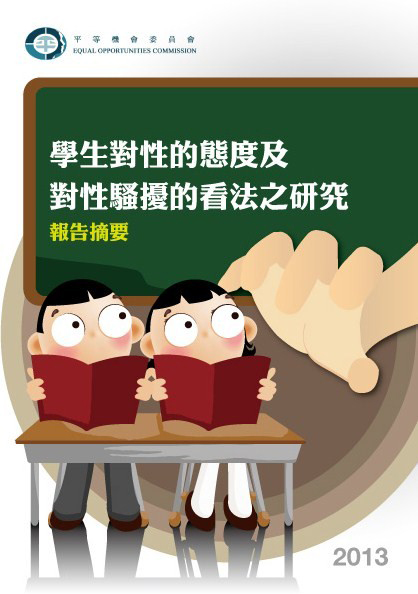 平等機會委員會
EQUAL OPPORTUNITIES COMMISSION
學生對性的態度及
對性騷擾的看法之研究
報告摘要
2013